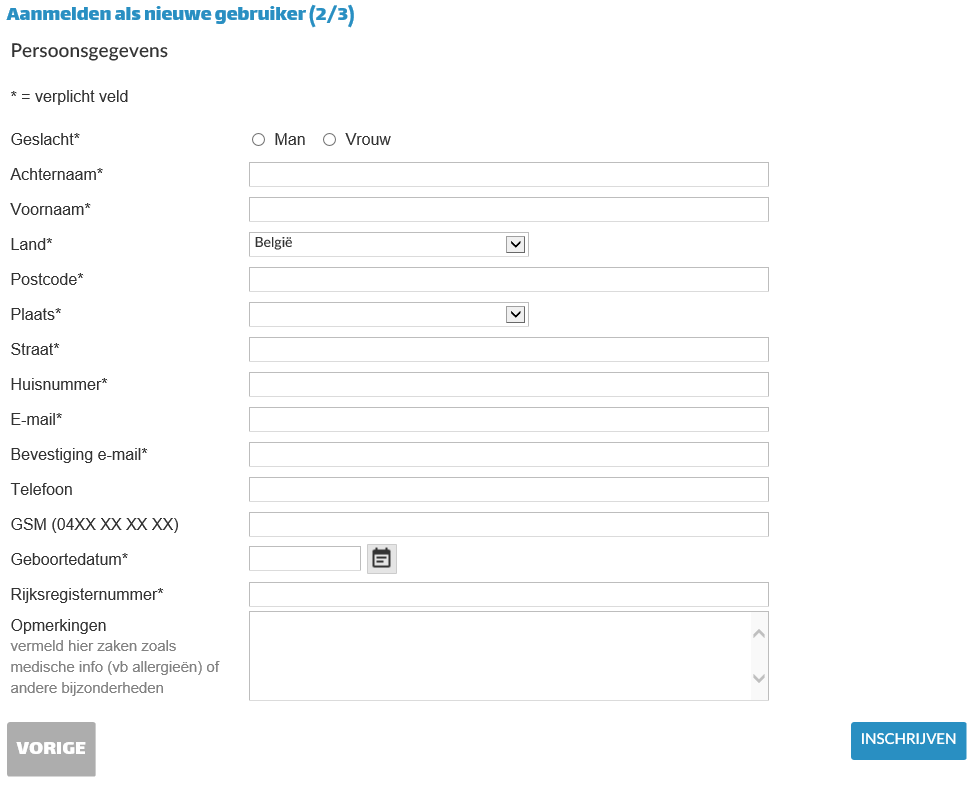 Aanmelden als nieuwe gebruiker (2/3)
Persoonsgegevens
* = verplicht veld
Geslacht* Man Vrouw
Achternaam*
Voornaam*
Land* België
Postcode*
Plaats*
Straat*
Huisnummer*
E-mail*
Bevestiging e-mail*
Telefoon
GSM (04XX XX XX XX)
Geboortedatum*
Rijksregisternummer*
Opmerkingen
vermeld hier zaken zoals
medische info (vb allergieën) of
andere bijzonderheden
VORIGE INSCHRIJVEN